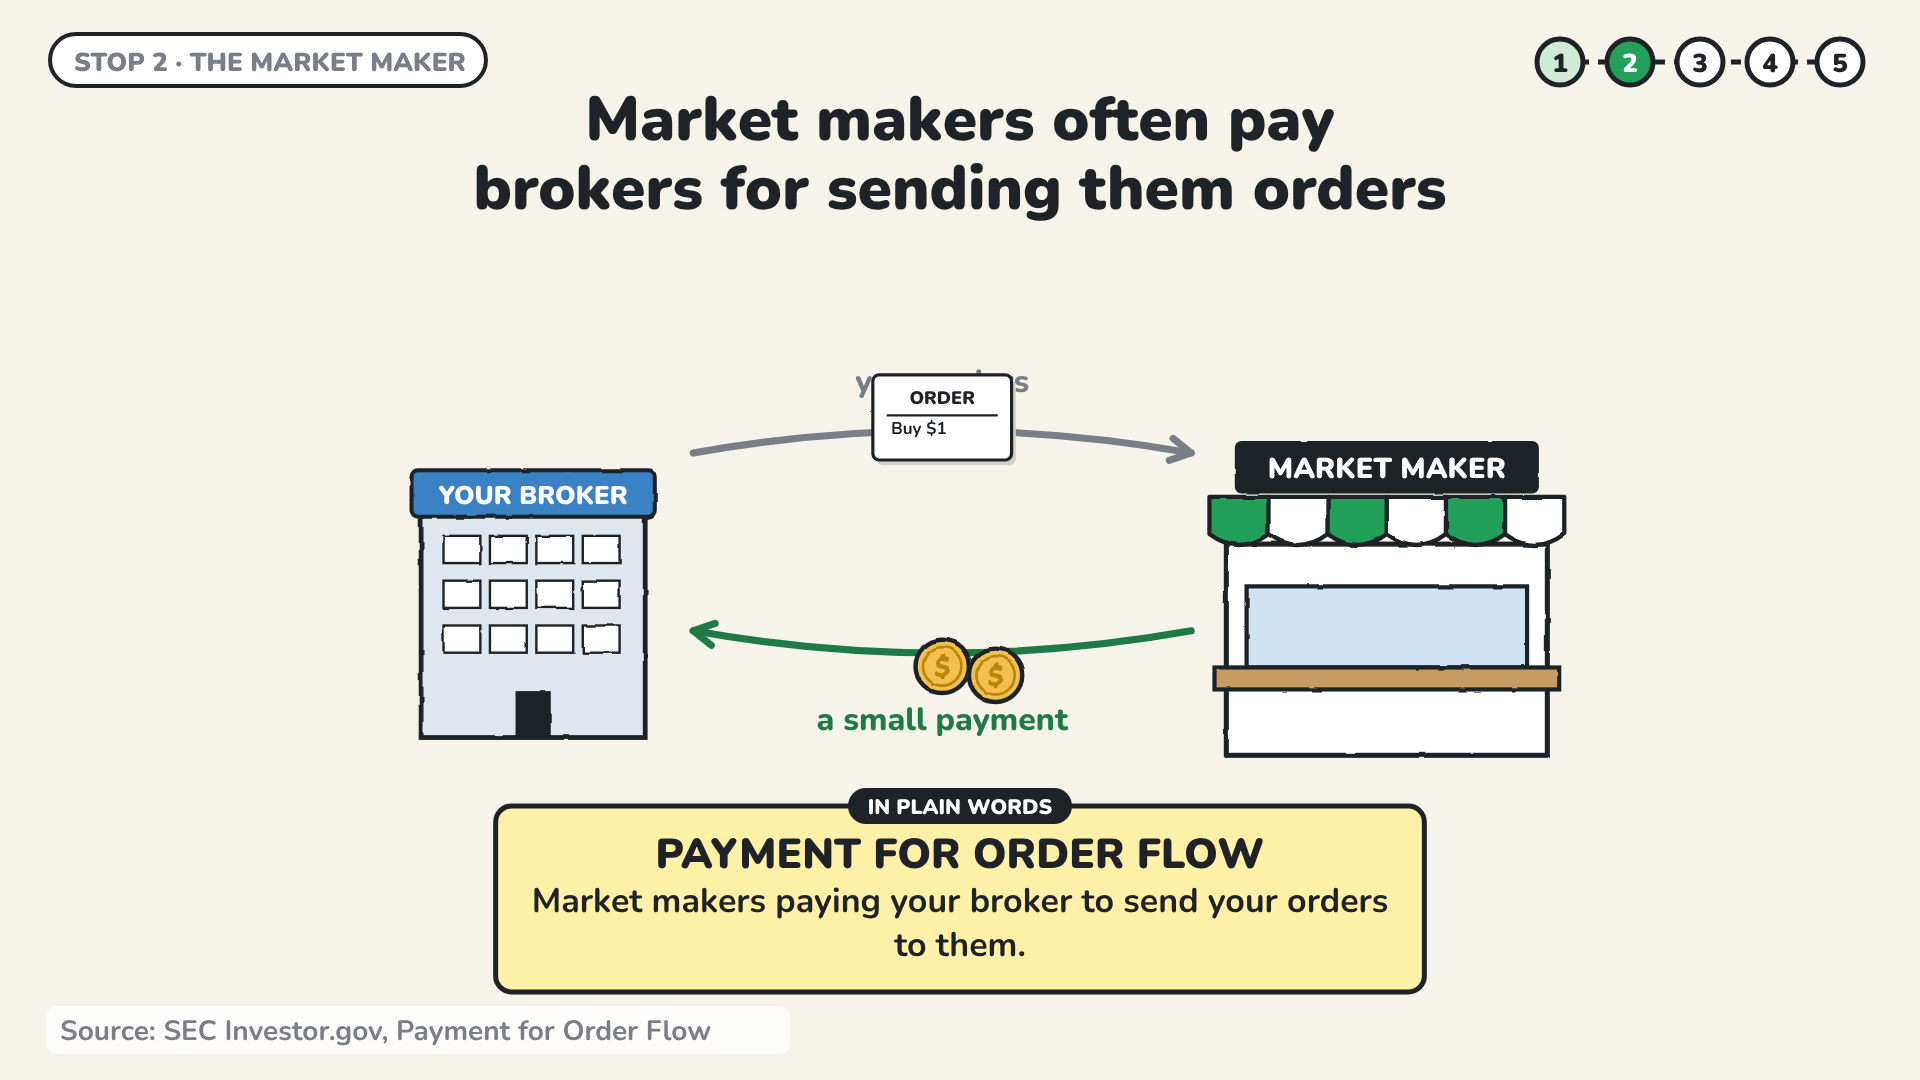 STOP 2 · THE MARKET MAKER
1 2 3 4 5
Market makers often pay
brokers for sending them orders
ORDER
Buy $1
YOUR BROKER
MARKET MAKER
$ $
a small payment
IN PLAIN WORDS
PAYMENT FOR ORDER FLOW
Market makers paying your broker to send your orders
to them.
Source: SEC Investor.gov, Payment for Order Flow